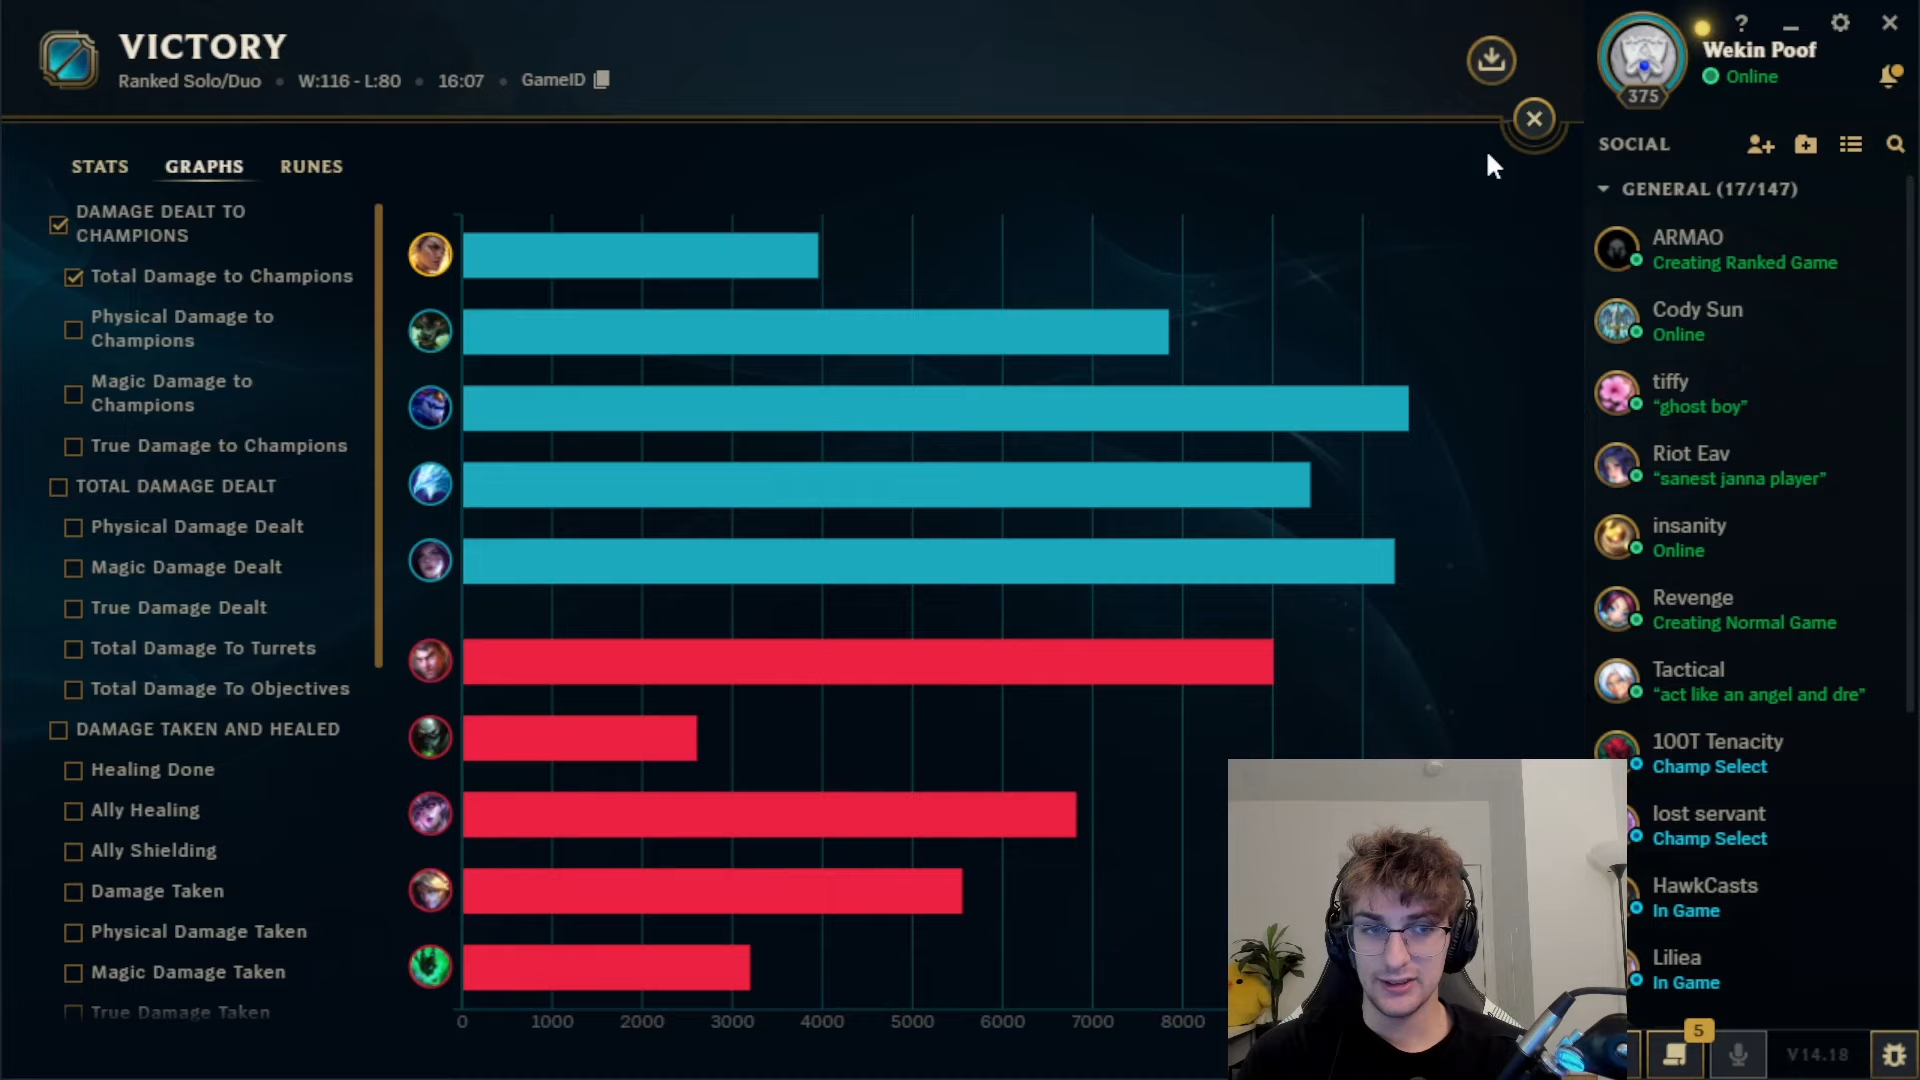 VICTORY
Ranked Solo/Duo • W:116 - L:80 • 16:07 • GameID
?
Wekin Poof
Online
375
STATS GRAPHS RUNES
DAMAGE DEALT TO
CHAMPIONS
Total Damage to Champions
Physical Damage to
Champions
Magic Damage to
Champions
True Damage to Champions
TOTAL DAMAGE DEALT
Physical Damage Dealt
Magic Damage Dealt
True Damage Dealt
Total Damage To Turrets
Total Damage To Objectives
DAMAGE TAKEN AND HEALED
Healing Done
Ally Healing
Ally Shielding
Damage Taken
Physical Damage Taken
Magic Damage Taken
True Damage Taken
0 1000 2000 3000 4000 5000 6000 7000 8000
SOCIAL
GENERAL (17/147)
ARMAO
Creating Ranked Game
Cody Sun
Online
tiffy
“ghost boy”
Riot Eav
“sanest janna player”
insanity
Online
Revenge
Creating Normal Game
Tactical
“act like an angel and dre”
100T Tenacity
Champ Select
lost servant
Champ Select
HawkCasts
In Game
Liliea
In Game
5
V14.18